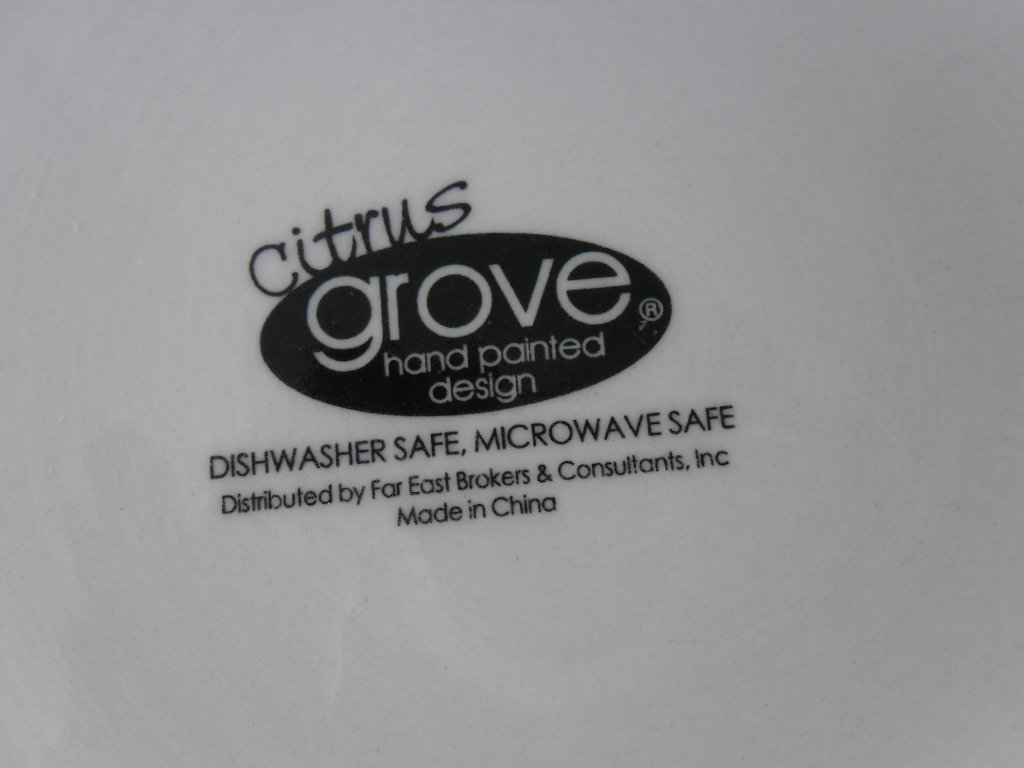 citrus
grove®
hand painted
design
DISHWASHER SAFE, MICROWAVE SAFE
Distributed by Far East Brokers & Consultants, Inc
Made in China